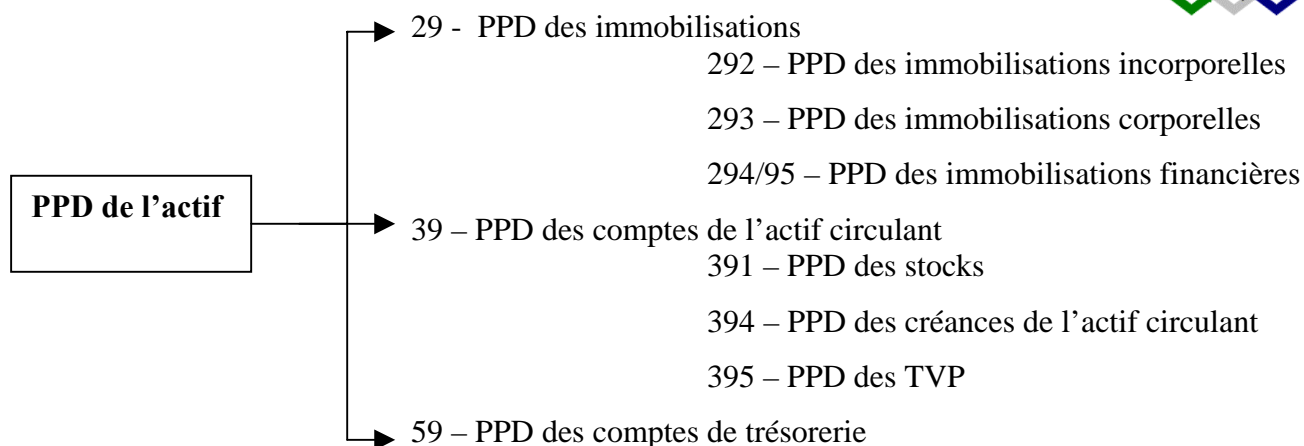 29 - PPD des immobilisations
292 – PPD des immobilisations incorporelles
293 – PPD des immobilisations corporelles
294/95 – PPD des immobilisations financières
PPD de l’actif
39 – PPD des comptes de l’actif circulant
391 – PPD des stocks
394 – PPD des créances de l’actif circulant
395 – PPD des TVP
59 – PPD des comptes de trésorerie